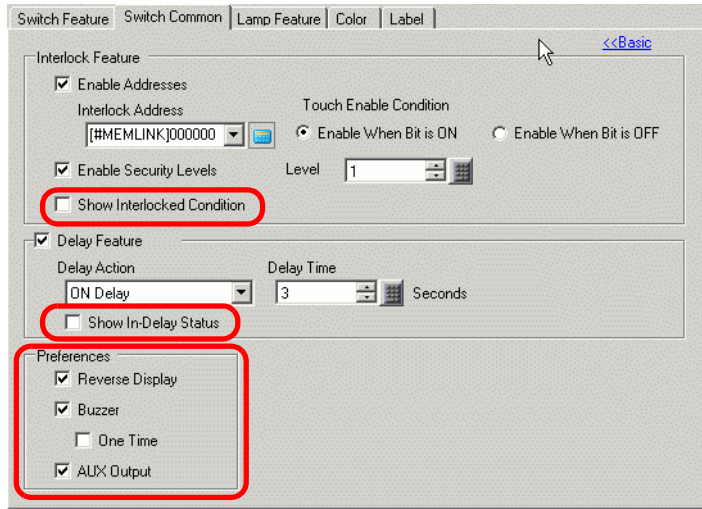 Switch Feature Switch Common Lamp Feature Color Label
<<Basic
Interlock Feature
Enable Addresses
Interlock Address Touch Enable Condition
[#MEMLINK]000000 Enable When Bit is ON Enable When Bit is OFF
Enable Security Levels Level 1
Show Interlocked Condition
Delay Feature
Delay Action Delay Time
ON Delay 3 Seconds
Show In-Delay Status
Preferences
Reverse Display
Buzzer
One Time
AUX Output